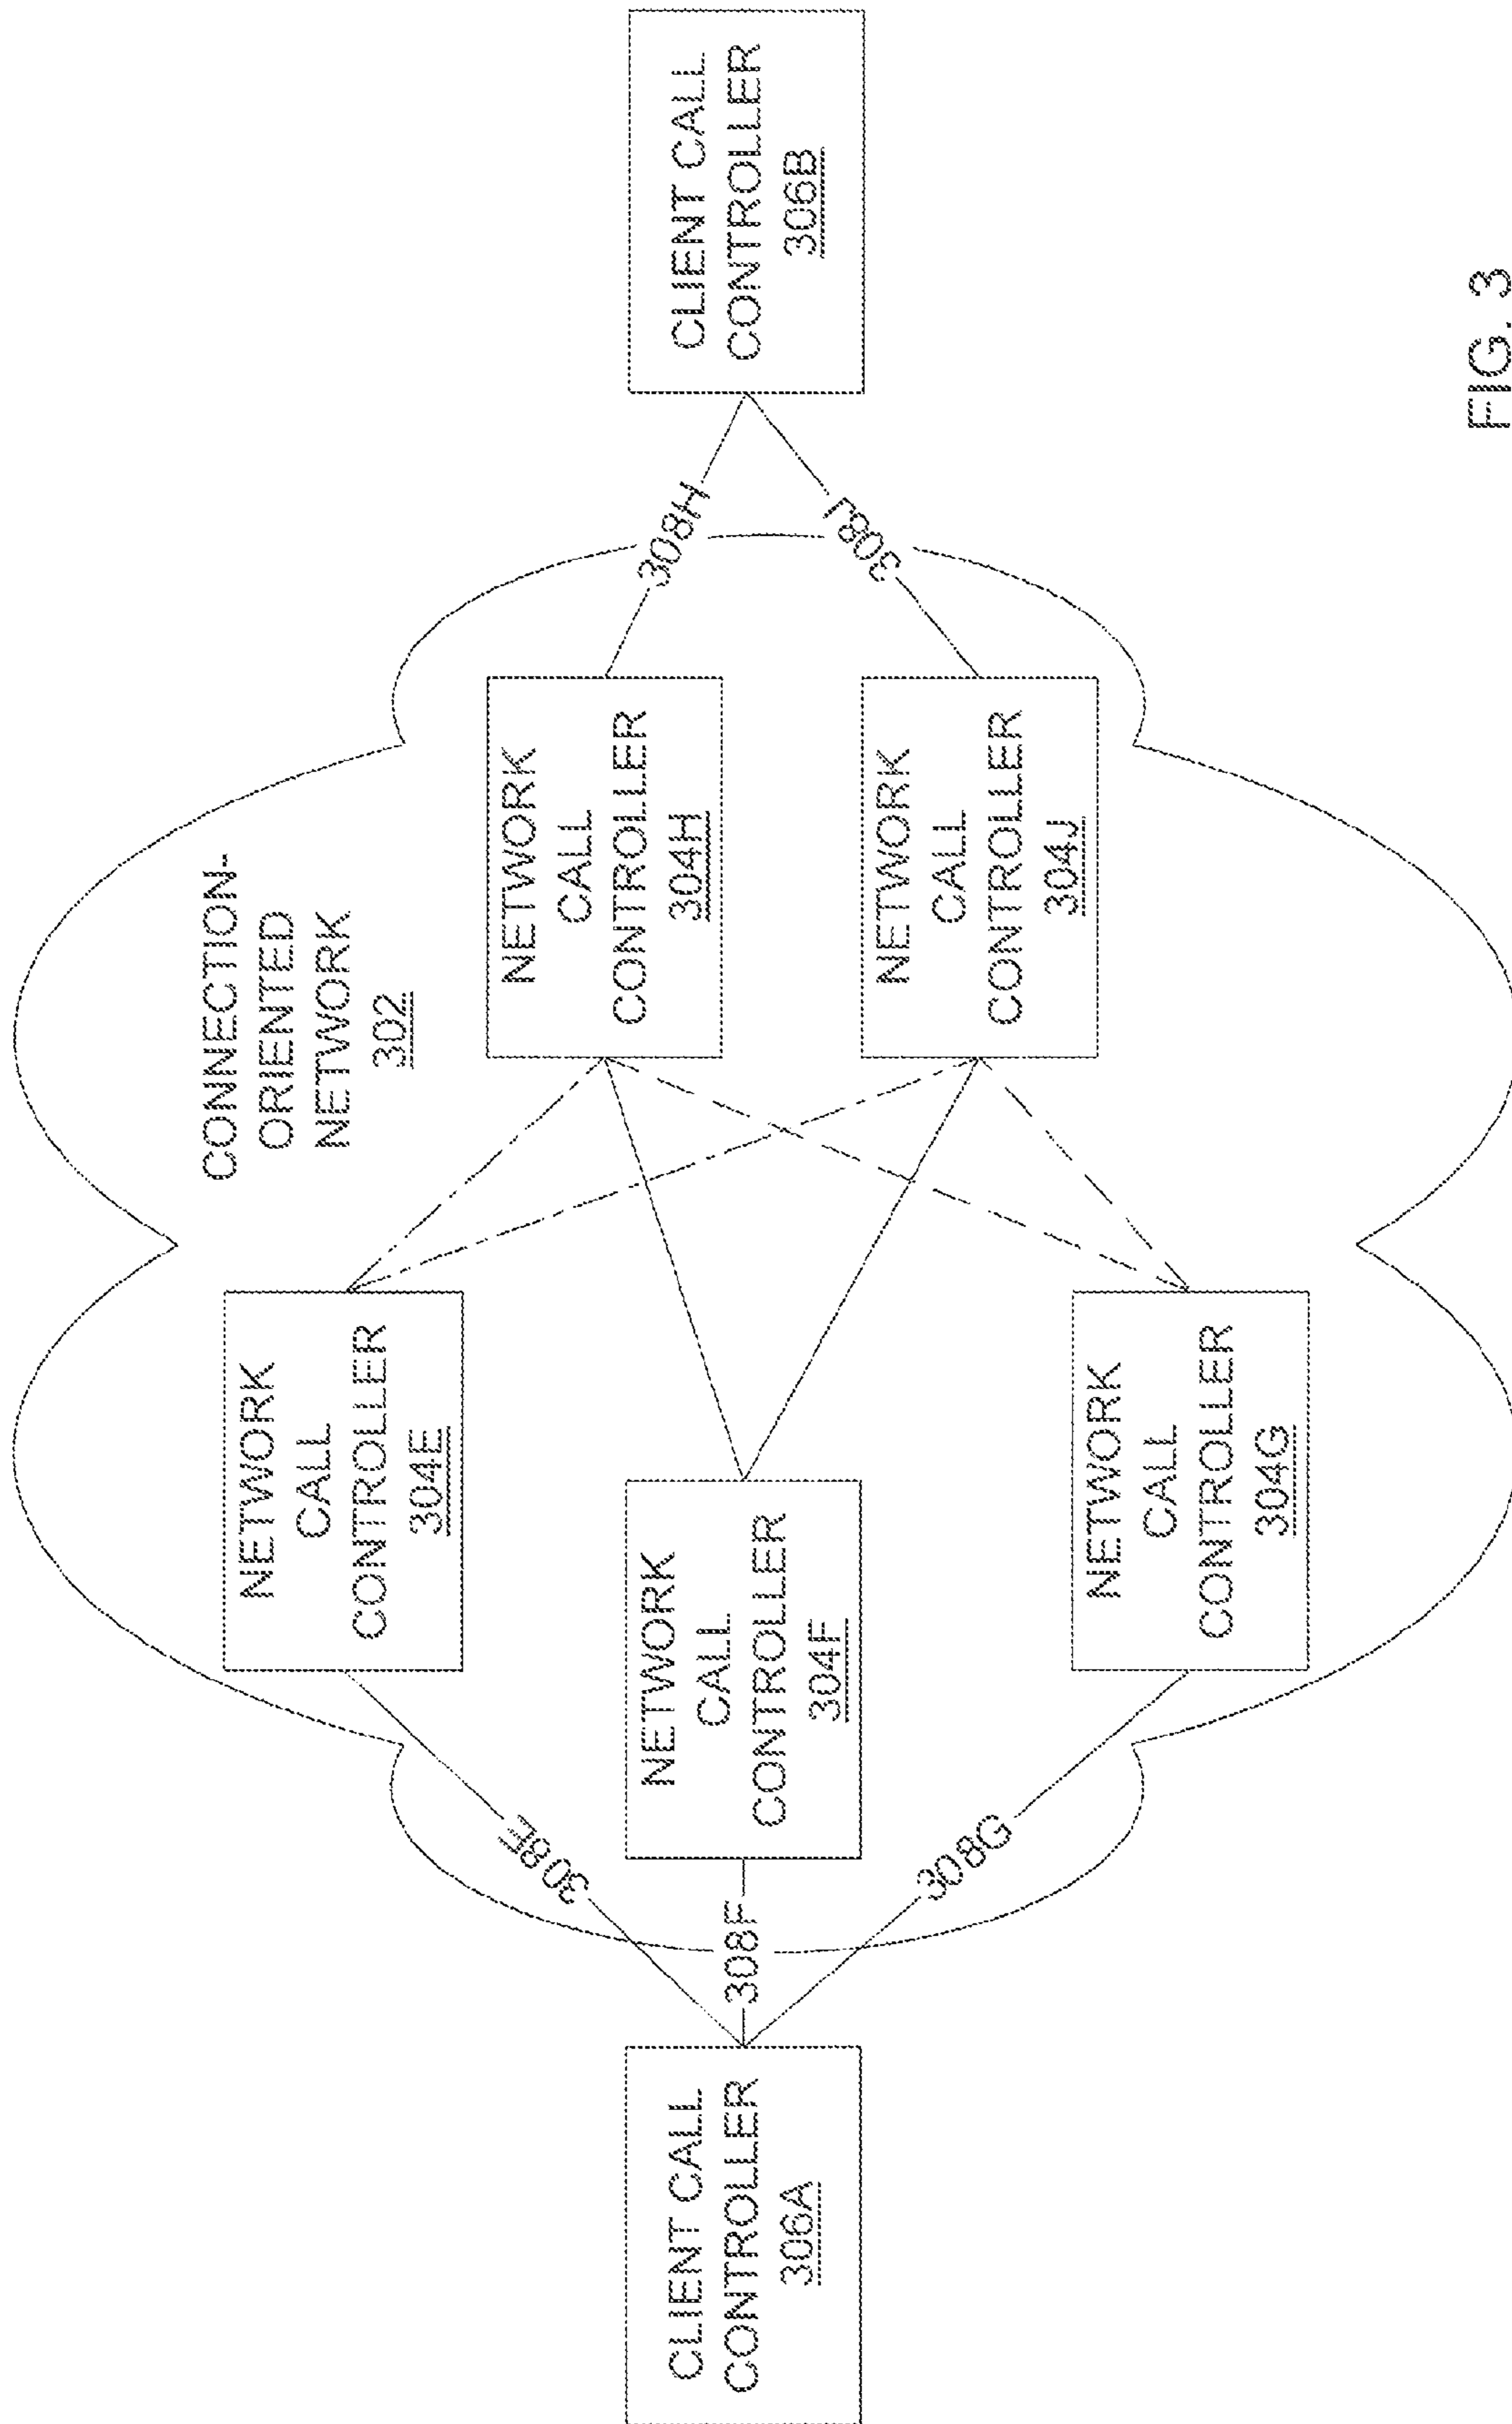 CONNECTION-
ORIENTED
NETWORK
302
NETWORK
CALL
CONTROLLER
304E
NETWORK
CALL
CONTROLLER
304H
308E
308H
CLIENT CALL
CONTROLLER
306A
308F
NETWORK
CALL
CONTROLLER
304F
CLIENT CALL
CONTROLLER
306B
308G
308J
NETWORK
CALL
CONTROLLER
304G
NETWORK
CALL
CONTROLLER
304J
FIG. 3